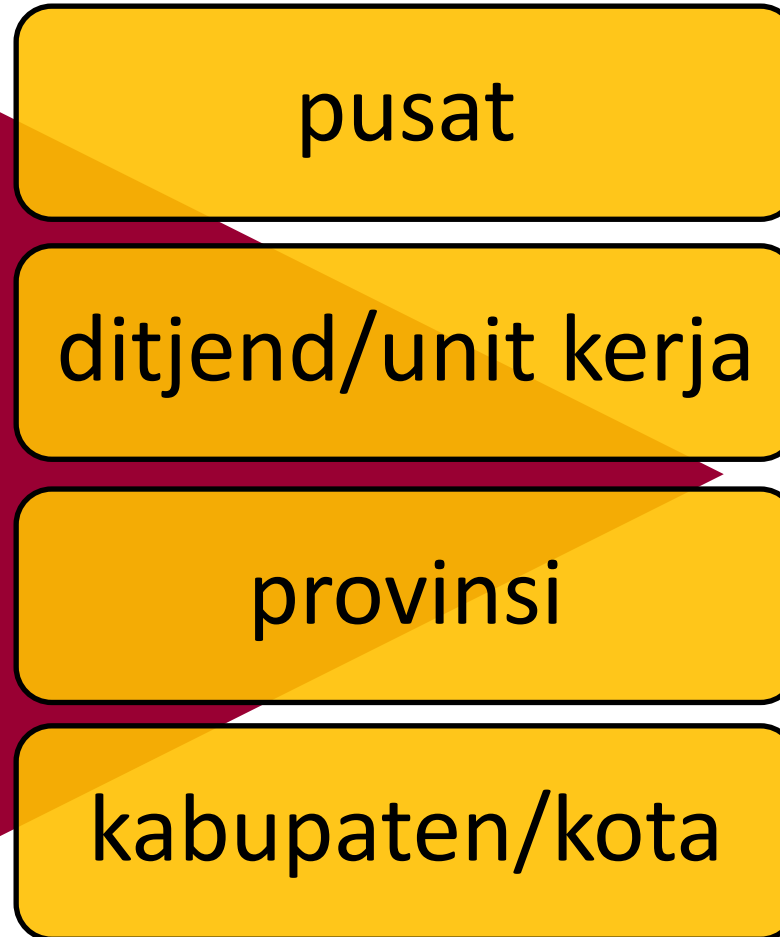 pusat
ditjend/unit kerja
provinsi
kabupaten/kota